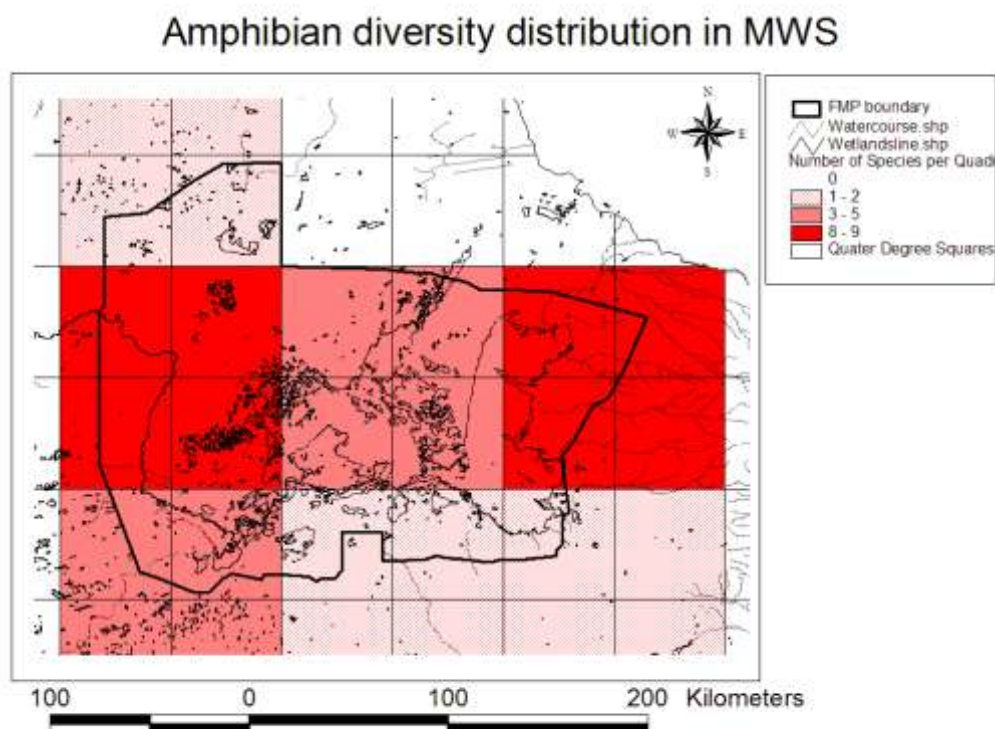 Amphibian diversity distribution in MWS
N
W E
S
FMP boundary
Watercourse.shp
Wetlandsline.shp
Number of Species per Quade
0
1 - 2
3 - 5
8 - 9
Quater Degree Squares
100 0 100 200 Kilometers